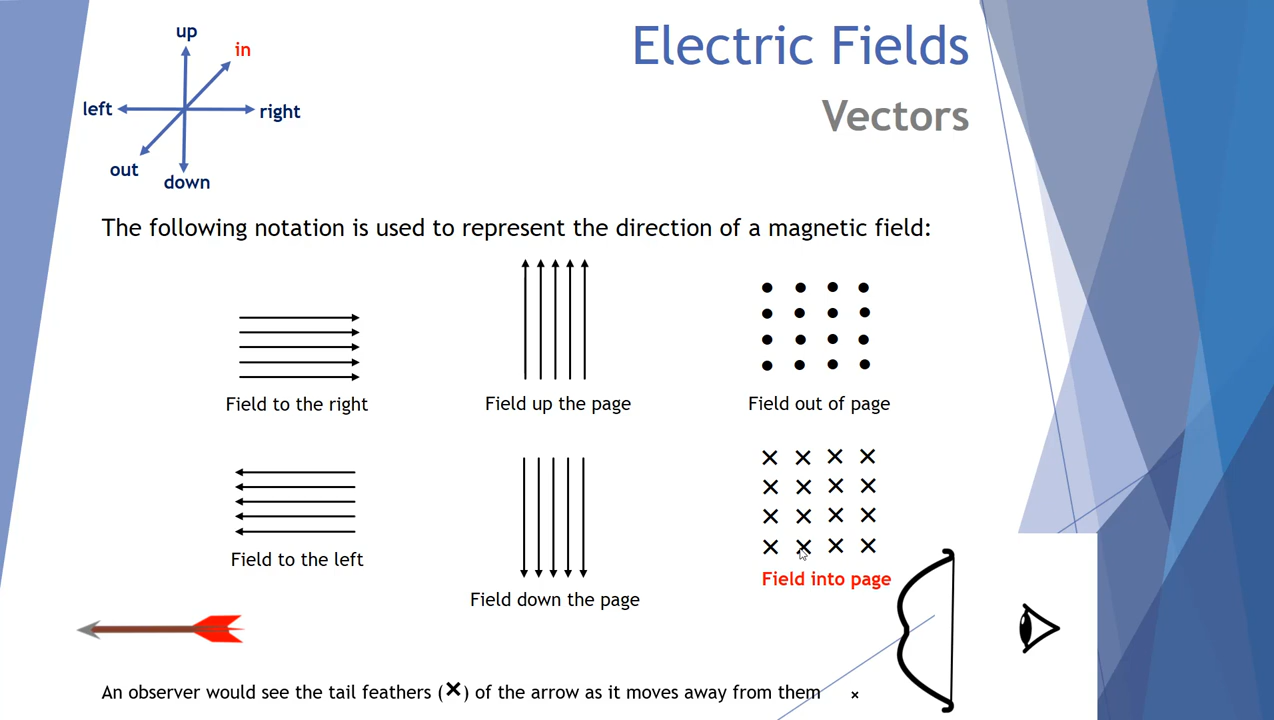 Electric Fields
Vectors
up
in
left
right
out
down
The following notation is used to represent the direction of a magnetic field:
Field to the right
Field up the page
Field out of page
Field to the left
Field down the page
Field into page
An observer would see the tail feathers (×) of the arrow as it moves away from them ×